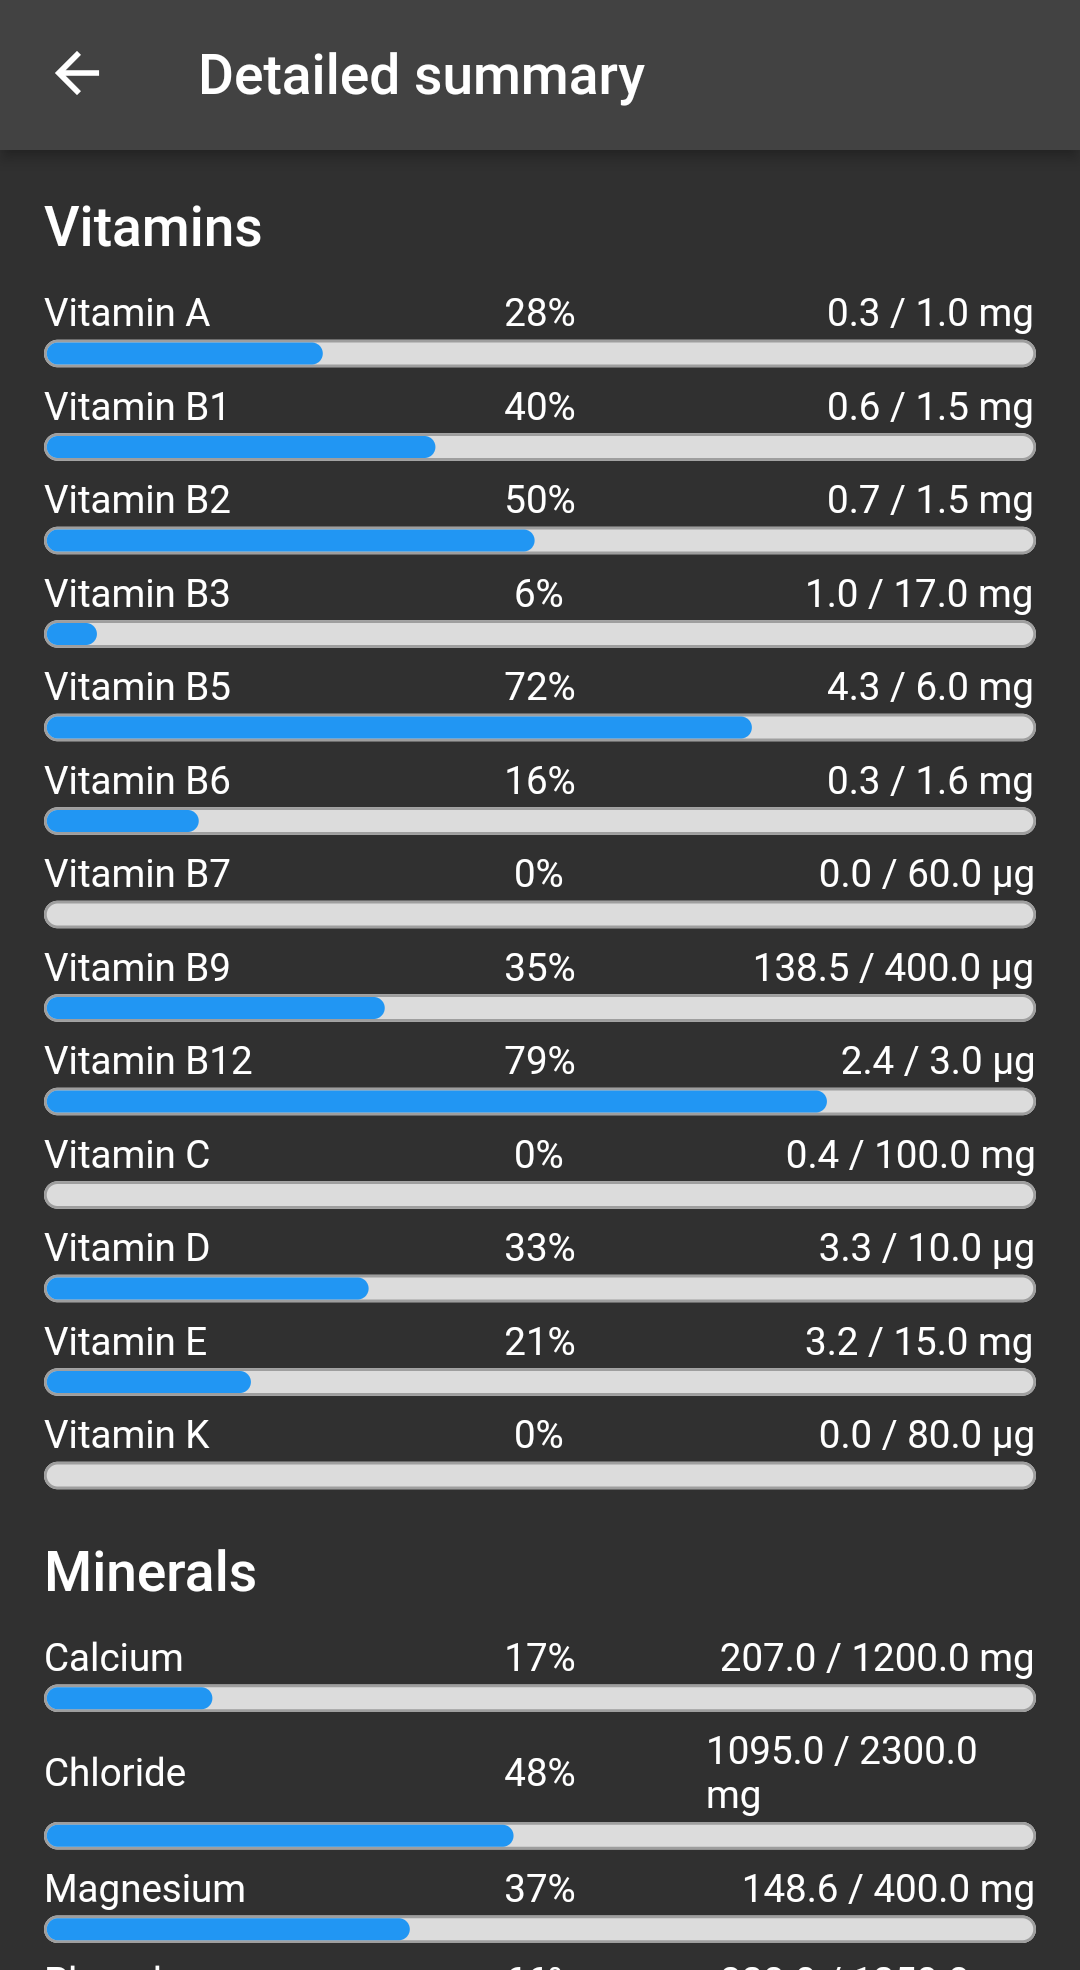 Detailed summary
Vitamins
Vitamin A 28% 0.3 / 1.0 mg
Vitamin B1 40% 0.6 / 1.5 mg
Vitamin B2 50% 0.7 / 1.5 mg
Vitamin B3 6% 1.0 / 17.0 mg
Vitamin B5 72% 4.3 / 6.0 mg
Vitamin B6 16% 0.3 / 1.6 mg
Vitamin B7 0% 0.0 / 60.0 µg
Vitamin B9 35% 138.5 / 400.0 µg
Vitamin B12 79% 2.4 / 3.0 µg
Vitamin C 0% 0.4 / 100.0 mg
Vitamin D 33% 3.3 / 10.0 µg
Vitamin E 21% 3.2 / 15.0 mg
Vitamin K 0% 0.0 / 80.0 µg
Minerals
Calcium 17% 207.0 / 1200.0 mg
Chloride 48% 1095.0 / 2300.0
mg
Magnesium 37% 148.6 / 400.0 mg